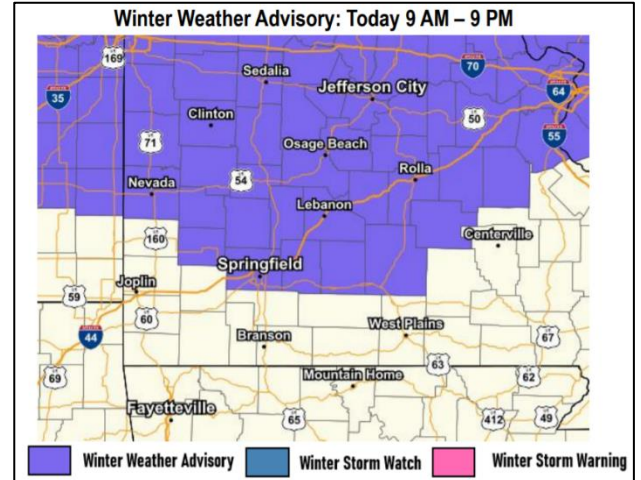 Winter Weather Advisory: Today 9 AM – 9 PM
169
70
Sedalia
35
Jefferson City
64
Clinton
50
71
55
Osage Beach
54
Rolla
Nevada
Lebanon
160
Centerville
Springfield
Joplin
59
60
West Plains
44
Branson
67
63
69
Mountain Home
62
Fayetteville
65
412
49
Winter Weather Advisory Winter Storm Watch Winter Storm Warning